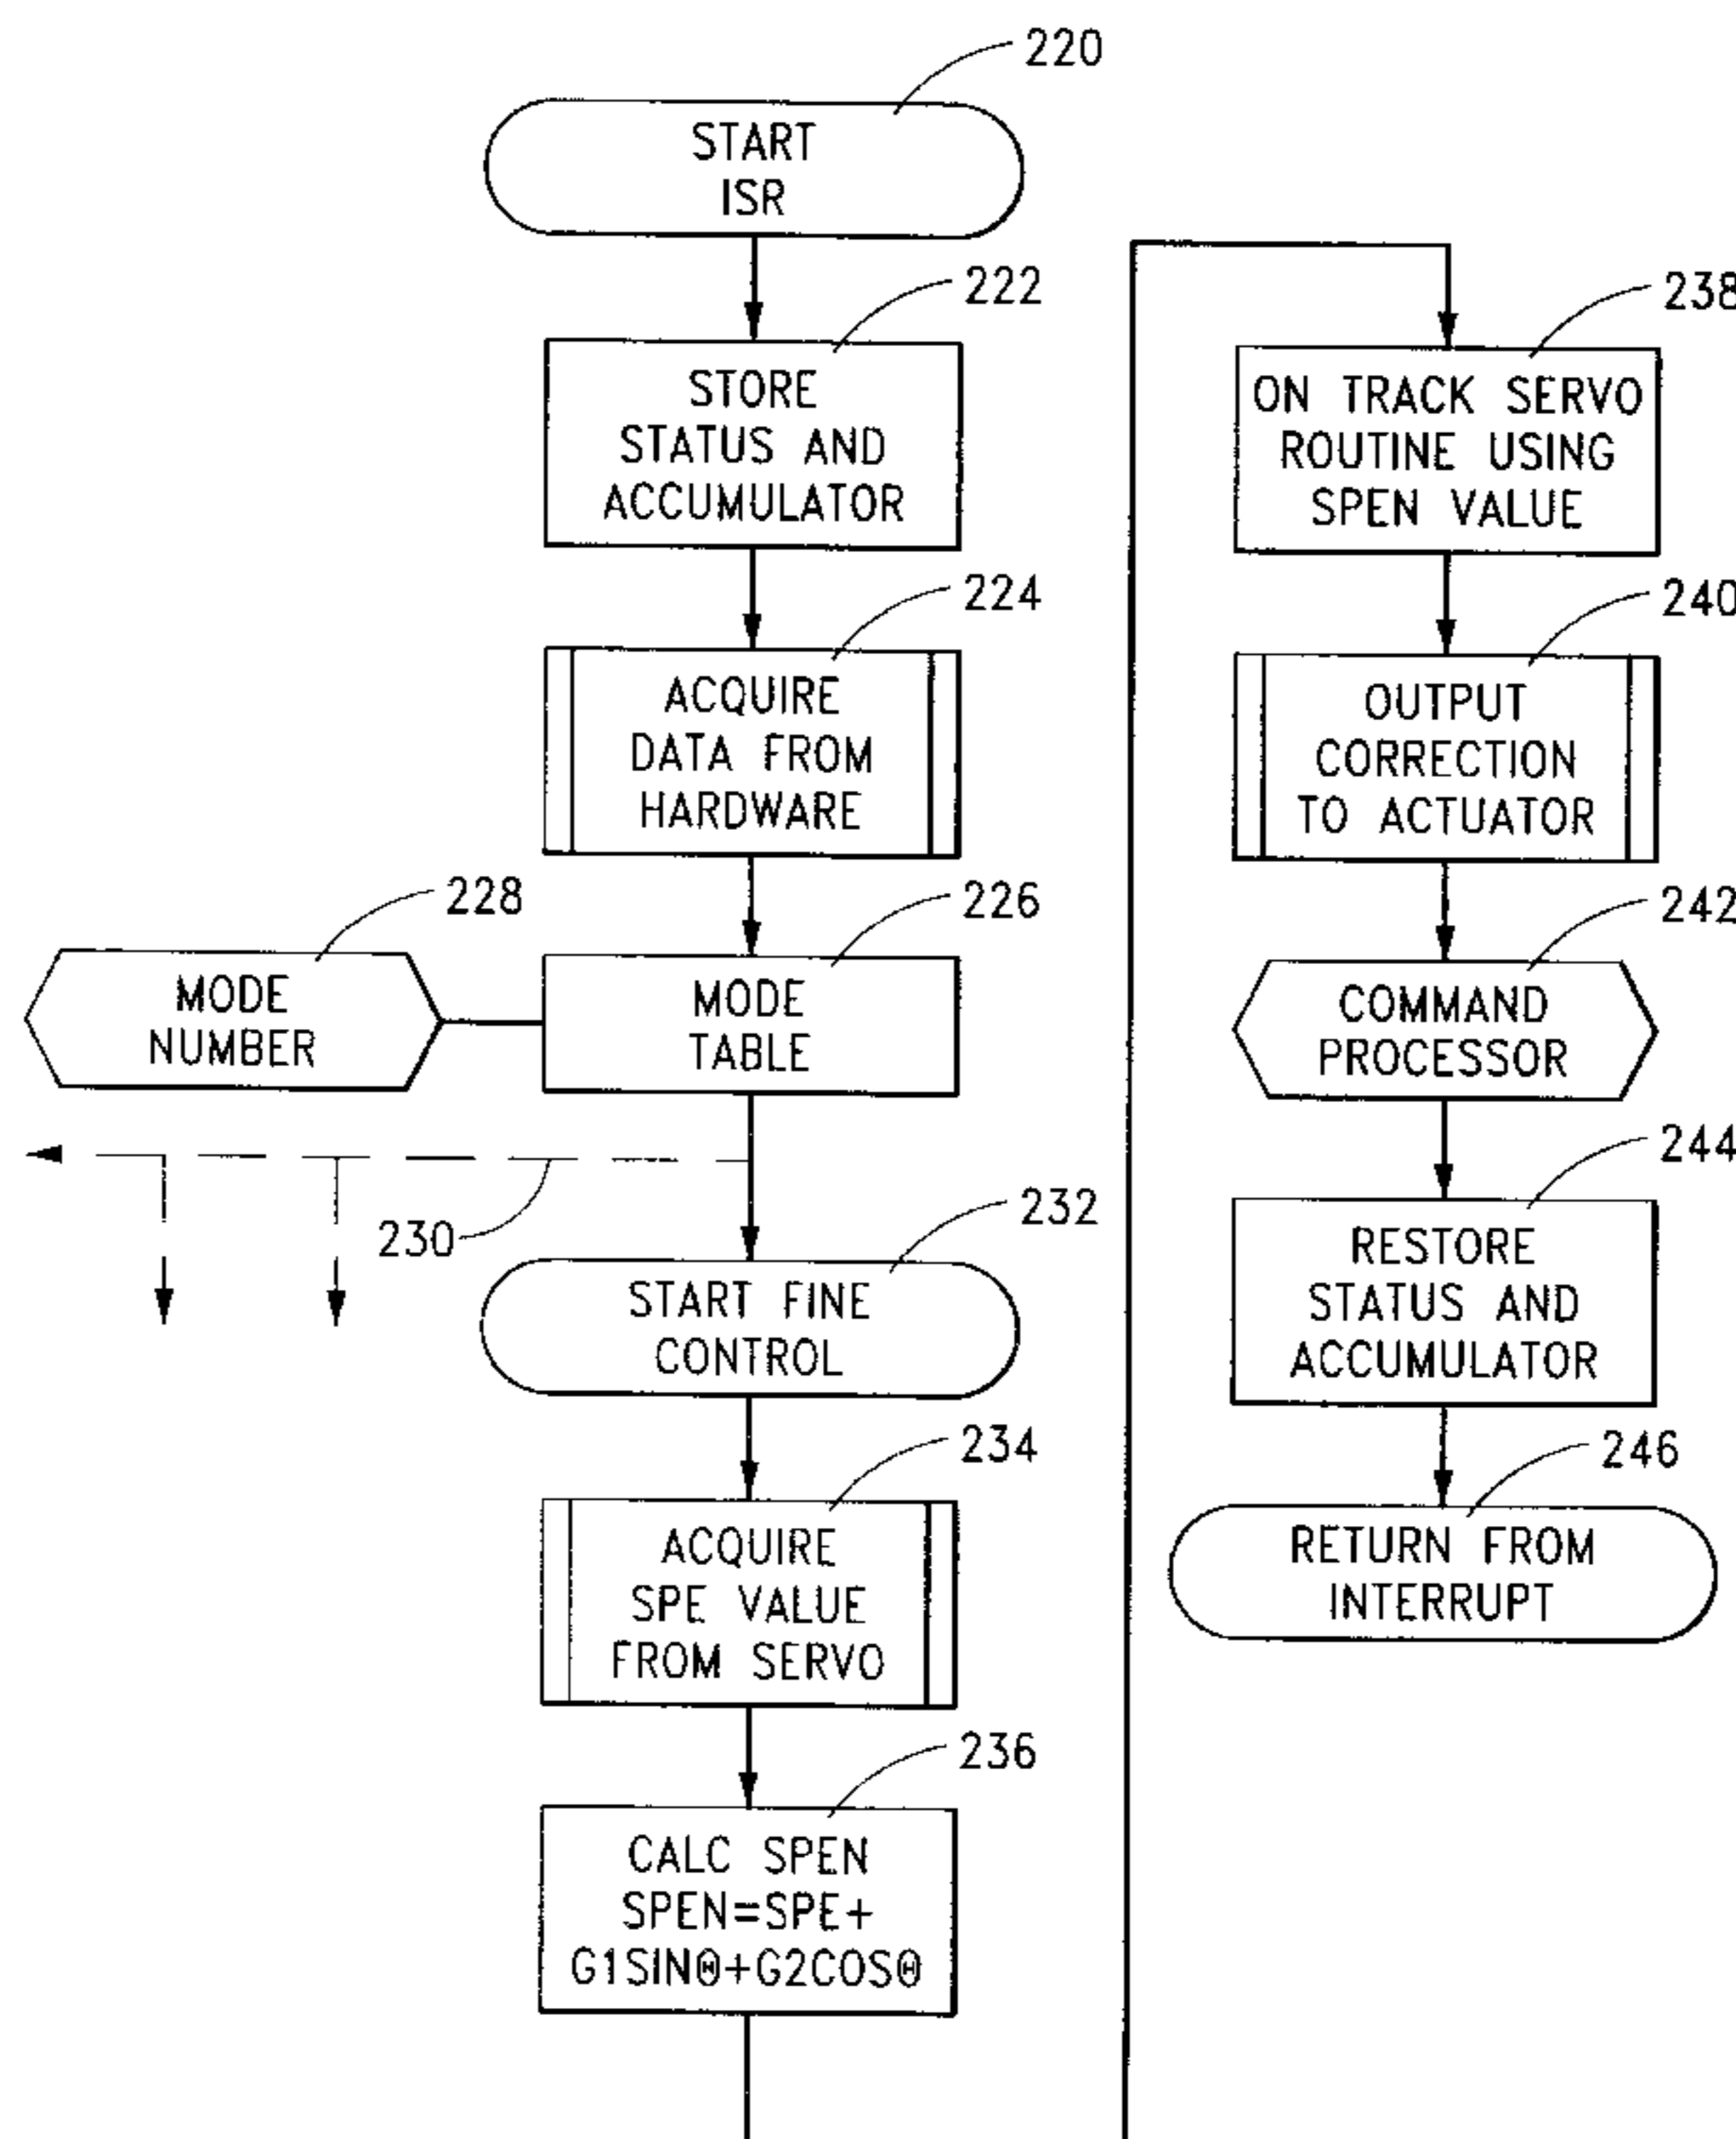 220
START
ISR
222
STORE
STATUS AND
ACCUMULATOR
224
ACQUIRE
DATA FROM
HARDWARE
228
MODE
NUMBER
226
MODE
TABLE
230
232
START FINE
CONTROL
234
ACQUIRE
SPE VALUE
FROM SERVO
236
CALC SPEN
SPEN=SPE+
G1SINΘ+G2COSΘ
238
ON TRACK SERVO
ROUTINE USING
SPEN VALUE
240
OUTPUT
CORRECTION
TO ACTUATOR
242
COMMAND
PROCESSOR
244
RESTORE
STATUS AND
ACCUMULATOR
246
RETURN FROM
INTERRUPT